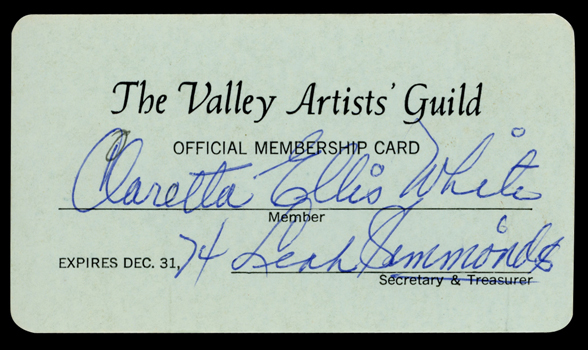 The Valley Artists' Guild
OFFICIAL MEMBERSHIP CARD
Claretta Ellis White
Member
EXPIRES DEC. 31, 74 Leah Simmonds
Secretary & Treasurer